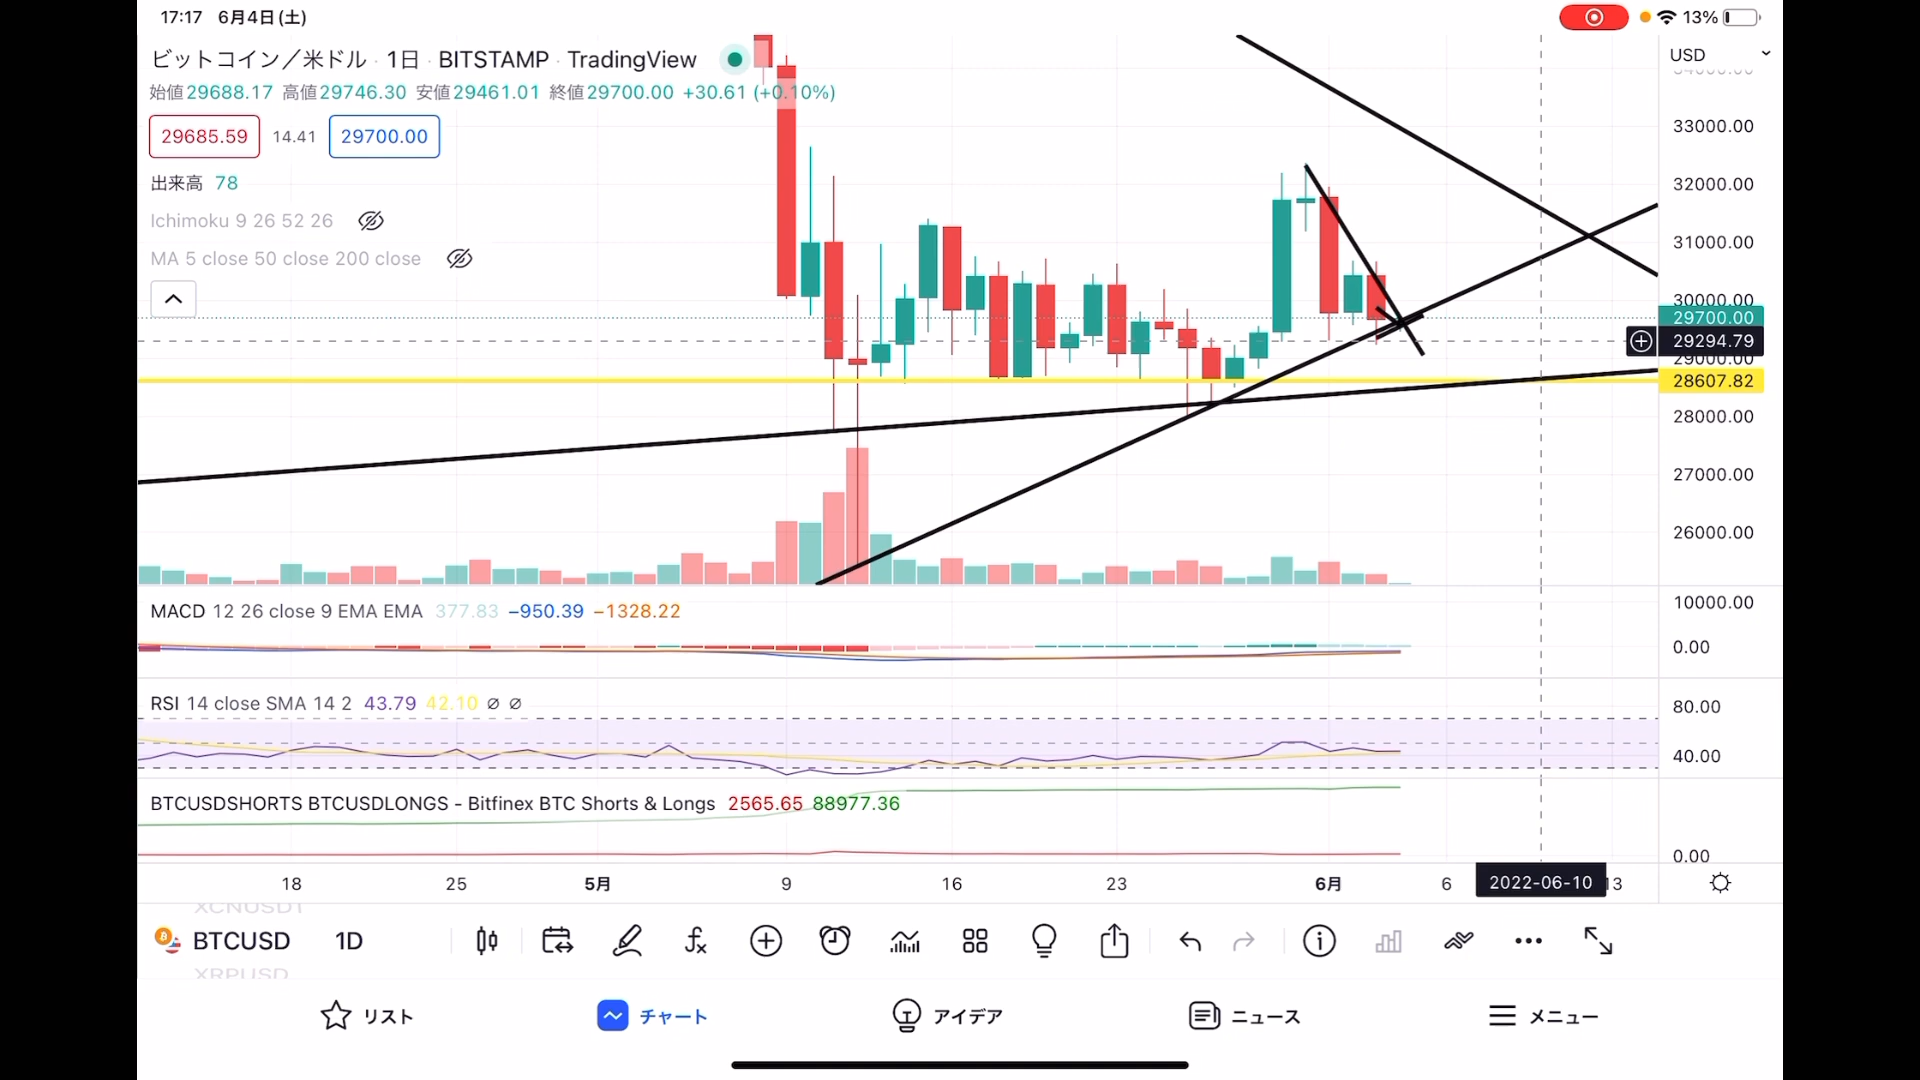 17:17 6月4日(土)
13%
ビットコイン／米ドル · 1日 · BITSTAMP · TradingView
USD
始値29688.17 高値29746.30 安値29461.01 終値29700.00 +30.61 (+0.10%)
34000.00
29685.59 14.41 29700.00
33000.00
出来高 78
32000.00
Ichimoku 9 26 52 26
31000.00
MA 5 close 50 close 200 close
30000.00
29700.00
29294.79
29000.00
28607.82
28000.00
27000.00
26000.00
MACD 12 26 close 9 EMA EMA 377.83 −950.39 −1328.22
10000.00
0.00
RSI 14 close SMA 14 2 43.79 42.10 ∅ ∅
80.00
40.00
BTCUSDSHORTS BTCUSDLONGS - Bitfinex BTC Shorts & Longs 2565.65 88977.36
0.00
18 25 5月 9 16 23 6月 6 2022-06-10 13
XCNUSDT
BTCUSD 1D
XRPUSD
リスト チャート アイデア ニュース メニュー